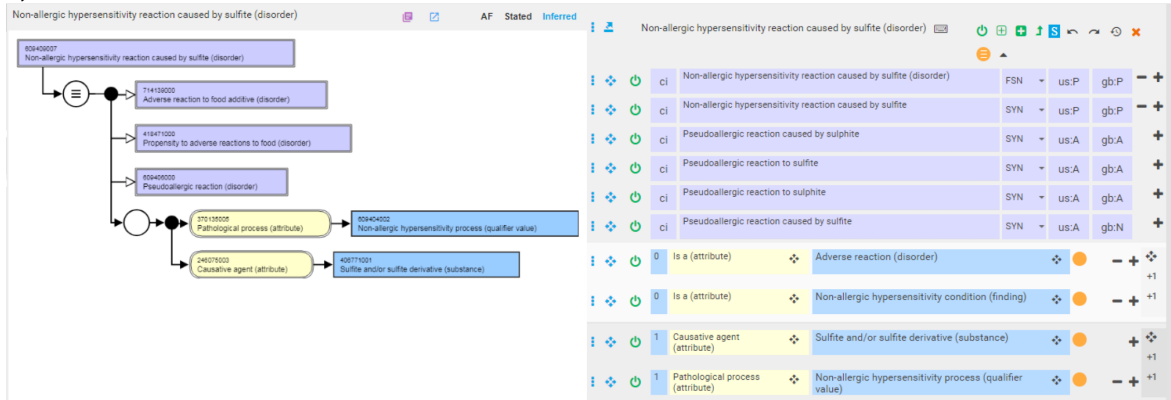 Non-allergic hypersensitivity reaction caused by sulfite (disorder)
AF Stated Inferred
609409007
Non-allergic hypersensitivity reaction caused by sulfite (disorder)
714139000
Adverse reaction to food additive (disorder)
418471000
Propensity to adverse reactions to food (disorder)
609406000
Pseudoallergic reaction (disorder)
370135005
Pathological process (attribute)
609404002
Non-allergic hypersensitivity process (qualifier value)
246075003
Causative agent (attribute)
406771001
Sulfite and/or sulfite derivative (substance)
Non-allergic hypersensitivity reaction caused by sulfite (disorder)
S
ci Non-allergic hypersensitivity reaction caused by sulfite (disorder) FSN us:P gb:P
ci Non-allergic hypersensitivity reaction caused by sulfite SYN us:P gb:P
ci Pseudoallergic reaction caused by sulphite SYN us:A gb:A
ci Pseudoallergic reaction to sulfite SYN us:A gb:A
ci Pseudoallergic reaction to sulphite SYN us:A gb:A
ci Pseudoallergic reaction caused by sulfite SYN us:A gb:N
0 Is a (attribute) Adverse reaction (disorder)
+1
0 Is a (attribute) Non-allergic hypersensitivity condition (finding) +1
1 Causative agent
(attribute)
Sulfite and/or sulfite derivative (substance)
+1
1 Pathological process
(attribute)
Non-allergic hypersensitivity process (qualifier
value)
+1